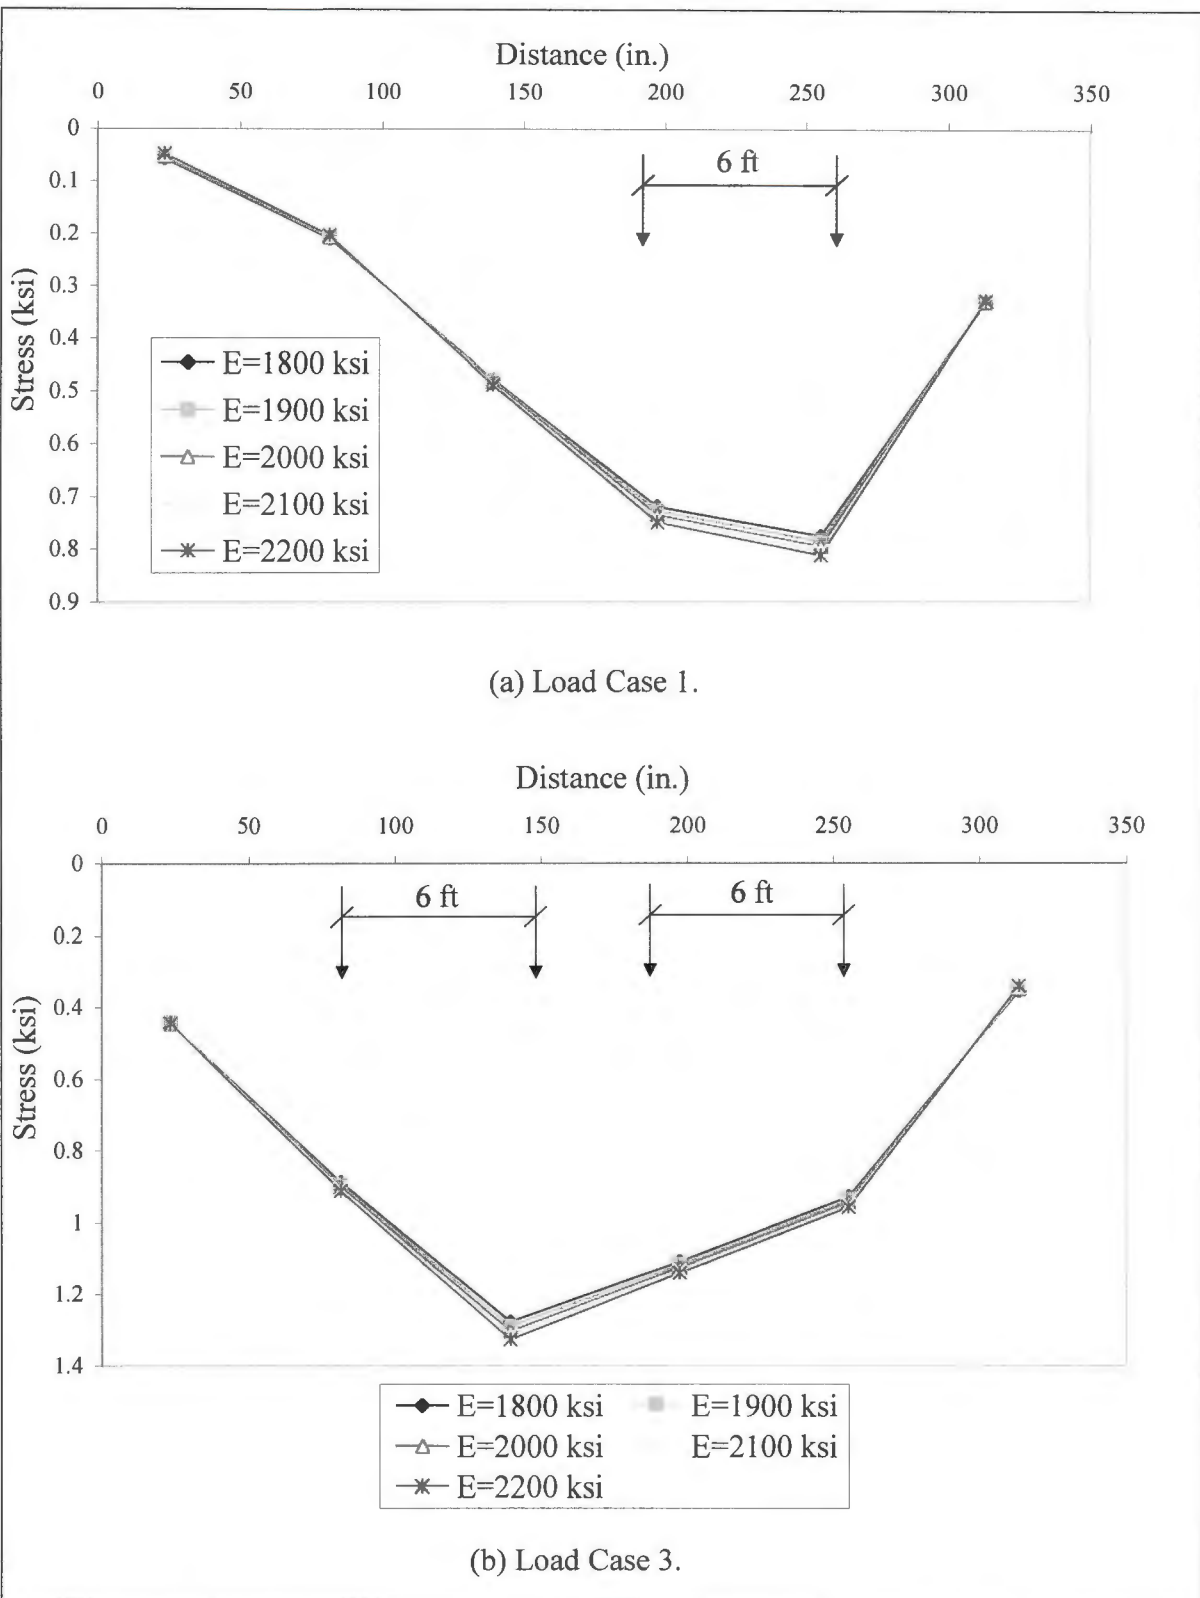 Distance (in.)
0 50 100 150 200 250 300 350
0
0.1
0.2
0.3
0.4
0.5
0.6
0.7
0.8
0.9
Stress (ksi)
6 ft
E=1800 ksi
E=1900 ksi
E=2000 ksi
E=2100 ksi
E=2200 ksi
(a) Load Case 1.
Distance (in.)
0 50 100 150 200 250 300 350
0
0.2
0.4
0.6
0.8
1
1.2
1.4
Stress (ksi)
6 ft 6 ft
E=1800 ksi E=1900 ksi
E=2000 ksi E=2100 ksi
E=2200 ksi
(b) Load Case 3.